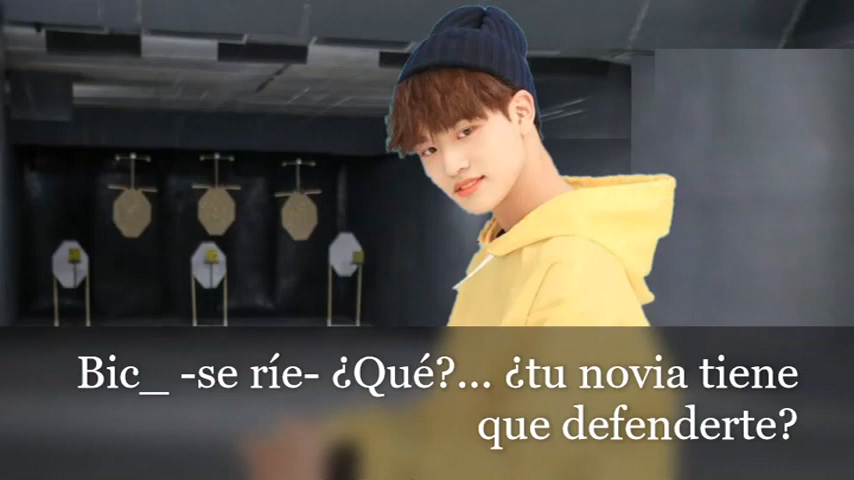 Bic_ -se ríe- ¿Qué?... ¿tu novia tiene
que defenderte?